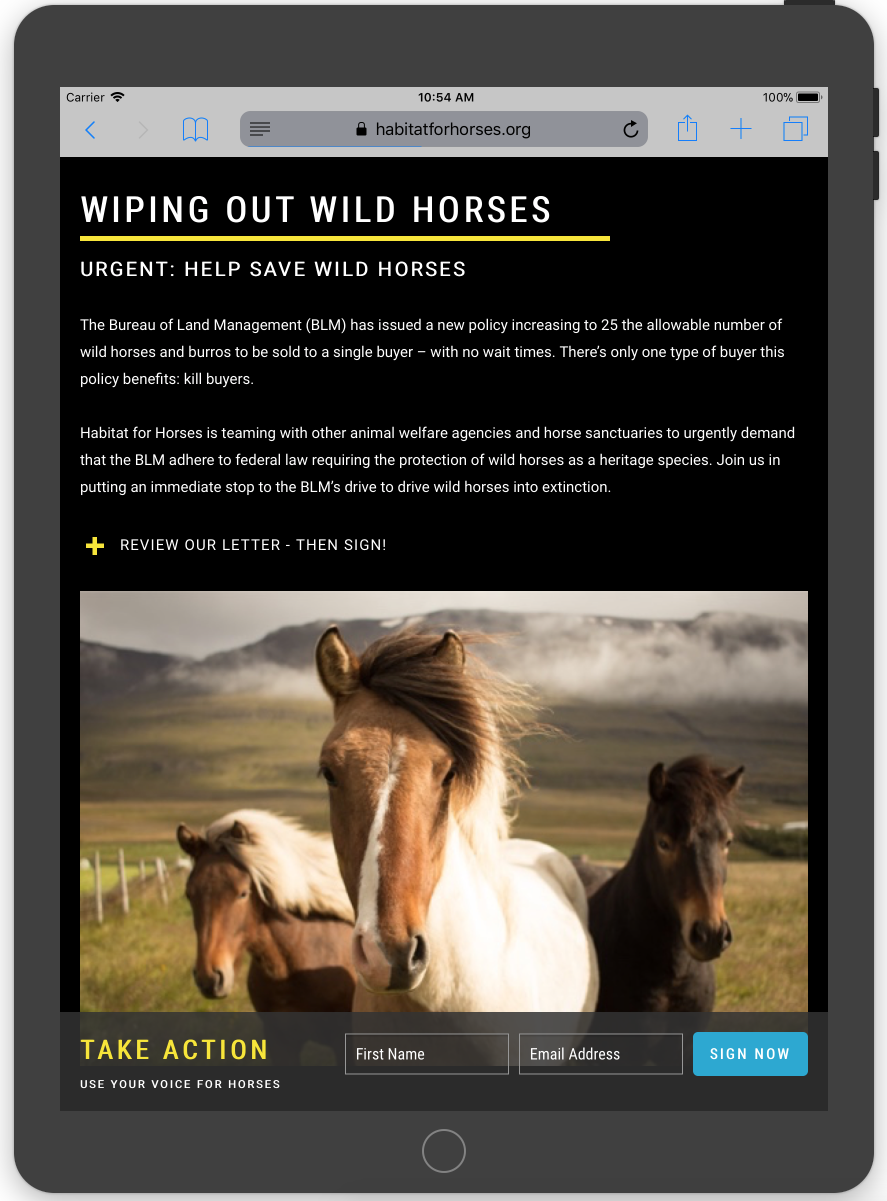 Carrier
10:54 AM
100%
habitatforhorses.org
WIPING OUT WILD HORSES
URGENT: HELP SAVE WILD HORSES
The Bureau of Land Management (BLM) has issued a new policy increasing to 25 the allowable number of
wild horses and burros to be sold to a single buyer – with no wait times. There’s only one type of buyer this
policy benefits: kill buyers.
Habitat for Horses is teaming with other animal welfare agencies and horse sanctuaries to urgently demand
that the BLM adhere to federal law requiring the protection of wild horses as a heritage species. Join us in
putting an immediate stop to the BLM’s drive to drive wild horses into extinction.
REVIEW OUR LETTER - THEN SIGN!
TAKE ACTION
First Name
Email Address
SIGN NOW
USE YOUR VOICE FOR HORSES